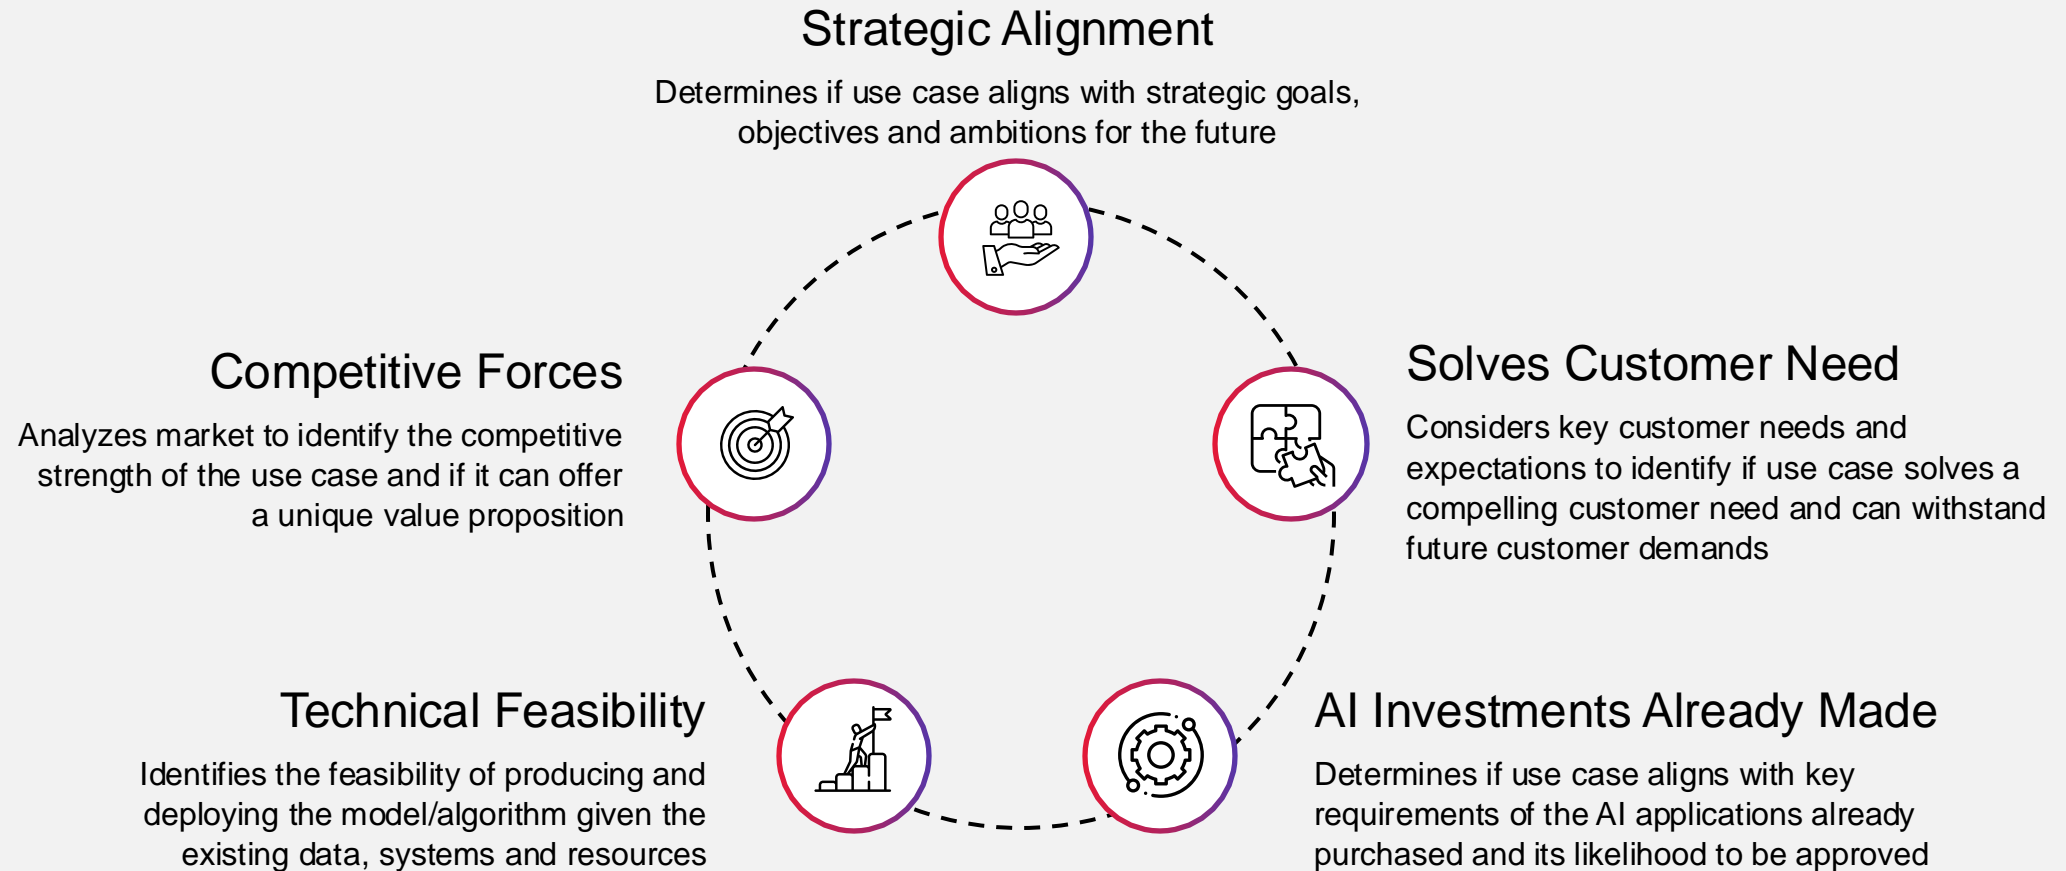 Strategic Alignment
Determines if use case aligns with strategic goals,
objectives and ambitions for the future
Competitive Forces
Analyzes market to identify the competitive
strength of the use case and if it can offer
a unique value proposition
Solves Customer Need
Considers key customer needs and
expectations to identify if use case solves a
compelling customer need and can withstand
future customer demands
Technical Feasibility
Identifies the feasibility of producing and
deploying the model/algorithm given the
existing data, systems and resources
AI Investments Already Made
Determines if use case aligns with key
requirements of the AI applications already
purchased and its likelihood to be approved